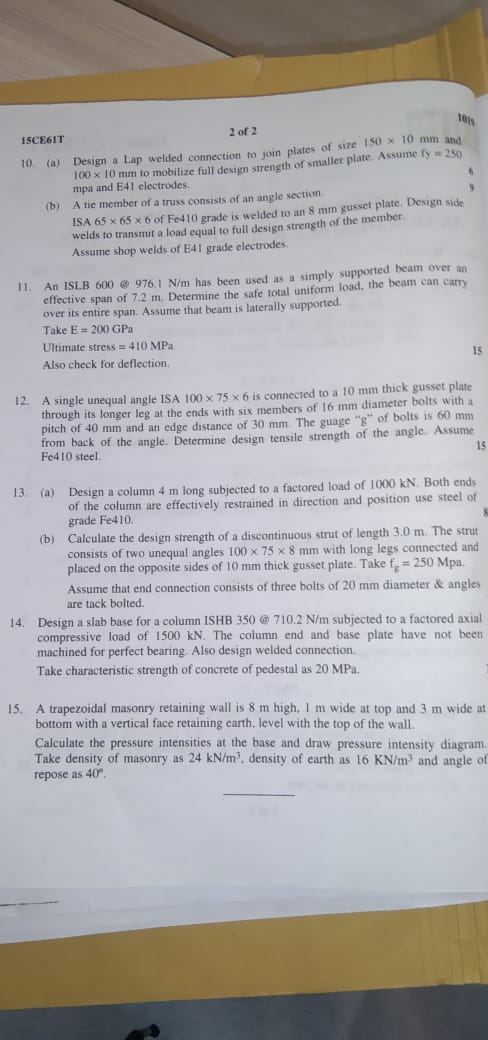 1019
15CE61T
2 of 2
10. (a) Design a Lap welded connection to join plates of size 150 × 10 mm and
100 × 10 mm to mobilize full design strength of smaller plate. Assume fy = 250
mpa and E41 electrodes.
6
(b) A tie member of a truss consists of an angle section.
9
ISA 65 × 65 × 6 of Fe410 grade is welded to an 8 mm gusset plate. Design side
welds to transmit a load equal to full design strength of the member.
Assume shop welds of E41 grade electrodes.
11. An ISLB 600 @ 976.1 N/m has been used as a simply supported beam over an
effective span of 7.2 m. Determine the safe total uniform load, the beam can carry
over its entire span. Assume that beam is laterally supported.
Take E = 200 GPa
Ultimate stress = 410 MPa
Also check for deflection.
15
12. A single unequal angle ISA 100 × 75 × 6 is connected to a 10 mm thick gusset plate
through its longer leg at the ends with six members of 16 mm diameter bolts with a
pitch of 40 mm and an edge distance of 30 mm. The guage "g" of bolts is 60 mm
from back of the angle. Determine design tensile strength of the angle. Assume
Fe410 steel.
15
13. (a) Design a column 4 m long subjected to a factored load of 1000 kN. Both ends
of the column are effectively restrained in direction and position use steel of
grade Fe410.
8
(b) Calculate the design strength of a discontinuous strut of length 3.0 m. The strut
consists of two unequal angles 100 × 75 × 8 mm with long legs connected and
placed on the opposite sides of 10 mm thick gusset plate. Take fg = 250 Mpa.
Assume that end connection consists of three bolts of 20 mm diameter & angles
are tack bolted.
14. Design a slab base for a column ISHB 350 @ 710.2 N/m subjected to a factored axial
compressive load of 1500 kN. The column end and base plate have not been
machined for perfect bearing. Also design welded connection.
Take characteristic strength of concrete of pedestal as 20 MPa.
15. A trapezoidal masonry retaining wall is 8 m high, 1 m wide at top and 3 m wide at
bottom with a vertical face retaining earth, level with the top of the wall.
Calculate the pressure intensities at the base and draw pressure intensity diagram.
Take density of masonry as 24 kN/m³, density of earth as 16 KN/m³ and angle of
repose as 40º.